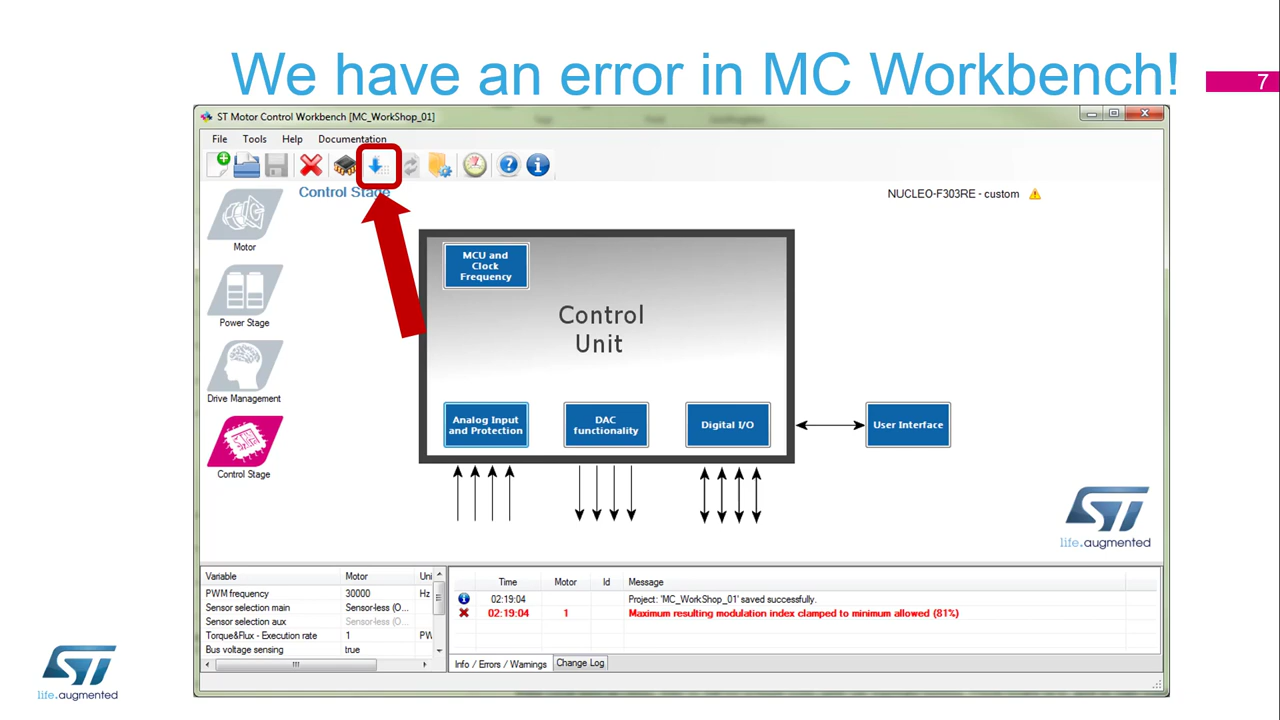 We have an error in MC Workbench!
7
ST Motor Control Workbench [MC_WorkShop_01]
File Tools Help Documentation
Control Stage
NUCLEO-F303RE - custom
Motor
Power Stage
Drive Management
Control Stage
MCU and
Clock
Frequency
Control
Unit
Analog Input
and Protection
DAC
functionality
Digital I/O
User Interface
ST
life.augmented
Variable Motor Uni
PWM frequency 30000 Hz
Sensor selection main Sensor-less (O...
Sensor selection aux Sensor-less (O...
Torque&Flux - Execution rate 1 PW
Bus voltage sensing true
Time Motor Id Message
02:19:04 Project: 'MC_WorkShop_01' saved successfully.
02:19:04 1 Maximum resulting modulation index clamped to minimum allowed (81%)
Info / Errors / Warnings Change Log
ST
life.augmented